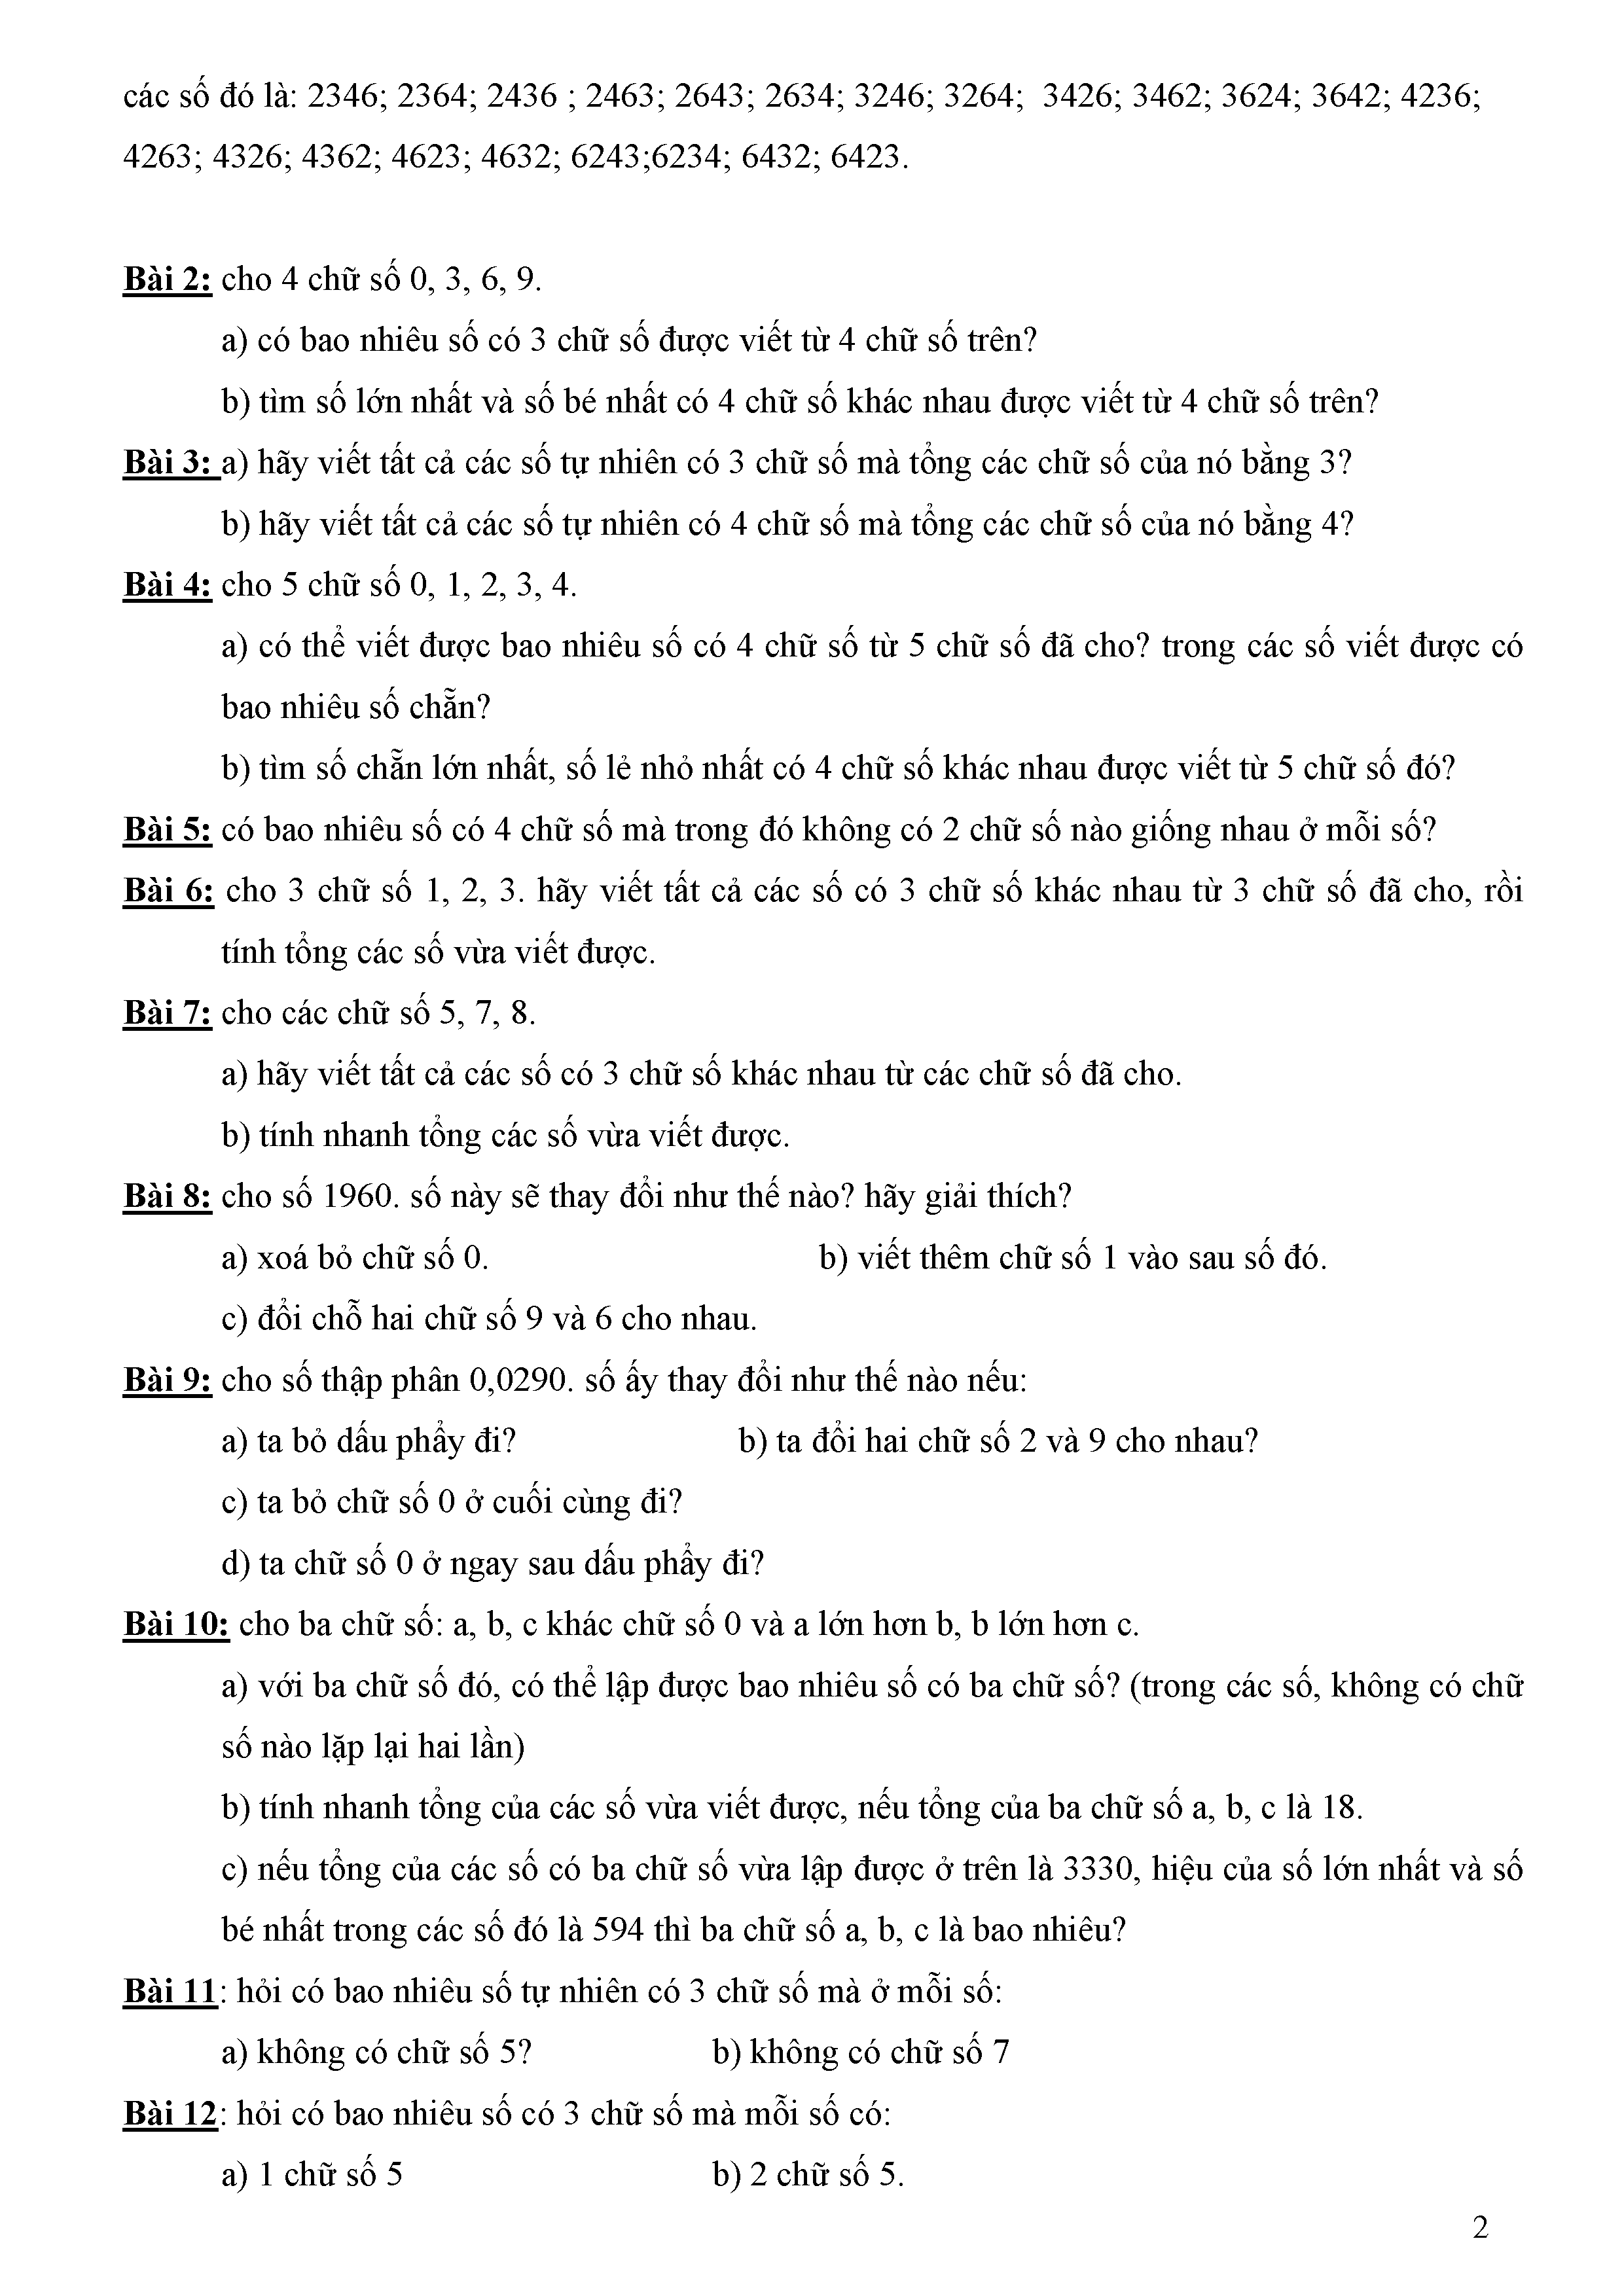 các số đó là: 2346; 2364; 2436 ; 2463; 2643; 2634; 3246; 3264;  3426; 3462; 3624; 3642; 4236;
4263; 4326; 4362; 4623; 4632; 6243;6234; 6432; 6423.
Bài 2: cho 4 chữ số 0, 3, 6, 9.
a) có bao nhiêu số có 3 chữ số được viết từ 4 chữ số trên?
b) tìm số lớn nhất và số bé nhất có 4 chữ số khác nhau được viết từ 4 chữ số trên?
Bài 3: a) hãy viết tất cả các số tự nhiên có 3 chữ số mà tổng các chữ số của nó bằng 3?
b) hãy viết tất cả các số tự nhiên có 4 chữ số mà tổng các chữ số của nó bằng 4?
Bài 4: cho 5 chữ số 0, 1, 2, 3, 4.
a) có thể viết được bao nhiêu số có 4 chữ số từ 5 chữ số đã cho? trong các số viết được có
bao nhiêu số chẵn?
b) tìm số chẵn lớn nhất, số lẻ nhỏ nhất có 4 chữ số khác nhau được viết từ 5 chữ số đó?
Bài 5: có bao nhiêu số có 4 chữ số mà trong đó không có 2 chữ số nào giống nhau ở mỗi số?
Bài 6: cho 3 chữ số 1, 2, 3. hãy viết tất cả các số có 3 chữ số khác nhau từ 3 chữ số đã cho, rồi
tính tổng các số vừa viết được.
Bài 7: cho các chữ số 5, 7, 8.
a) hãy viết tất cả các số có 3 chữ số khác nhau từ các chữ số đã cho.
b) tính nhanh tổng các số vừa viết được.
Bài 8: cho số 1960. số này sẽ thay đổi như thế nào? hãy giải thích?
a) xoá bỏ chữ số 0. b) viết thêm chữ số 1 vào sau số đó.
c) đổi chỗ hai chữ số 9 và 6 cho nhau.
Bài 9: cho số thập phân 0,0290. số ấy thay đổi như thế nào nếu:
a) ta bỏ dấu phẩy đi? b) ta đổi hai chữ số 2 và 9 cho nhau?
c) ta bỏ chữ số 0 ở cuối cùng đi?
d) ta chữ số 0 ở ngay sau dấu phẩy đi?
Bài 10: cho ba chữ số: a, b, c khác chữ số 0 và a lớn hơn b, b lớn hơn c.
a) với ba chữ số đó, có thể lập được bao nhiêu số có ba chữ số? (trong các số, không có chữ
số nào lặp lại hai lần)
b) tính nhanh tổng của các số vừa viết được, nếu tổng của ba chữ số a, b, c là 18.
c) nếu tổng của các số có ba chữ số vừa lập được ở trên là 3330, hiệu của số lớn nhất và số
bé nhất trong các số đó là 594 thì ba chữ số a, b, c là bao nhiêu?
Bài 11: hỏi có bao nhiêu số tự nhiên có 3 chữ số mà ở mỗi số:
a) không có chữ số 5? b) không có chữ số 7
Bài 12: hỏi có bao nhiêu số có 3 chữ số mà mỗi số có:
a) 1 chữ số 5 b) 2 chữ số 5.
2